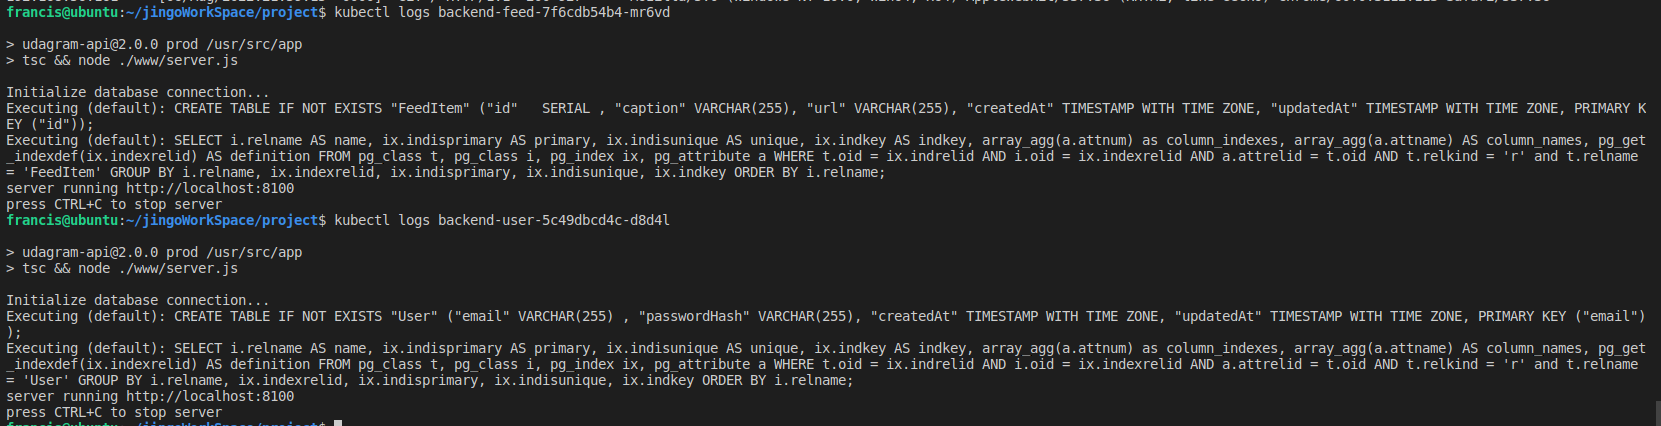 francis@ubuntu:~/jingoWorkSpace/project$ kubectl logs backend-feed-7f6cdb54b4-mr6vd
> udagram-api@2.0.0 prod /usr/src/app
> tsc && node ./www/server.js
Initialize database connection...
Executing (default): CREATE TABLE IF NOT EXISTS "FeedItem" ("id"   SERIAL , "caption" VARCHAR(255), "url" VARCHAR(255), "createdAt" TIMESTAMP WITH TIME ZONE, "updatedAt" TIMESTAMP WITH TIME ZONE, PRIMARY K
EY ("id"));
Executing (default): SELECT i.relname AS name, ix.indisprimary AS primary, ix.indisunique AS unique, ix.indkey AS indkey, array_agg(a.attnum) as column_indexes, array_agg(a.attname) AS column_names, pg_get
_indexdef(ix.indexrelid) AS definition FROM pg_class t, pg_class i, pg_index ix, pg_attribute a WHERE t.oid = ix.indrelid AND i.oid = ix.indexrelid AND a.attrelid = t.oid AND t.relkind = 'r' and t.relname
= 'FeedItem' GROUP BY i.relname, ix.indexrelid, ix.indisprimary, ix.indisunique, ix.indkey ORDER BY i.relname;
server running http://localhost:8100
press CTRL+C to stop server
francis@ubuntu:~/jingoWorkSpace/project$ kubectl logs backend-user-5c49dbcd4c-d8d4l
> udagram-api@2.0.0 prod /usr/src/app
> tsc && node ./www/server.js
Initialize database connection...
Executing (default): CREATE TABLE IF NOT EXISTS "User" ("email" VARCHAR(255) , "passwordHash" VARCHAR(255), "createdAt" TIMESTAMP WITH TIME ZONE, "updatedAt" TIMESTAMP WITH TIME ZONE, PRIMARY KEY ("email")
);
Executing (default): SELECT i.relname AS name, ix.indisprimary AS primary, ix.indisunique AS unique, ix.indkey AS indkey, array_agg(a.attnum) as column_indexes, array_agg(a.attname) AS column_names, pg_get
_indexdef(ix.indexrelid) AS definition FROM pg_class t, pg_class i, pg_index ix, pg_attribute a WHERE t.oid = ix.indrelid AND i.oid = ix.indexrelid AND a.attrelid = t.oid AND t.relkind = 'r' and t.relname
= 'User' GROUP BY i.relname, ix.indexrelid, ix.indisprimary, ix.indisunique, ix.indkey ORDER BY i.relname;
server running http://localhost:8100
press CTRL+C to stop server
francis@ubuntu:~/jingoWorkSpace/project$